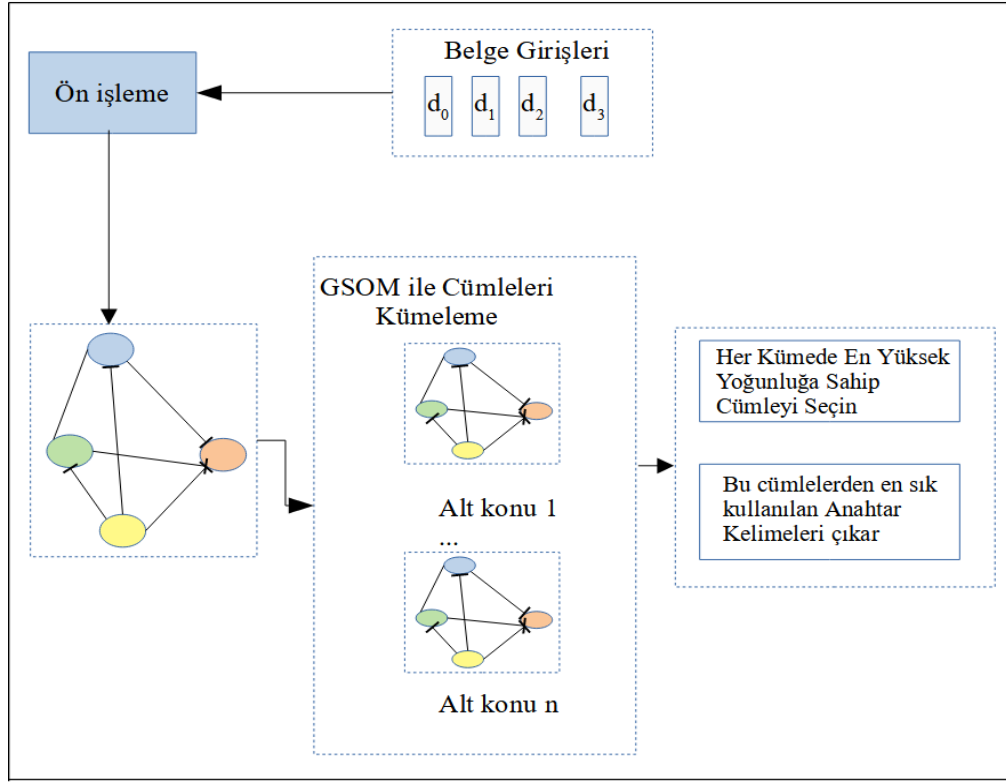 Belge Girişleri
d0 d1 d2 d3
Ön işleme
GSOM ile Cümleleri
Kümeleme
Alt konu 1
...
Alt konu n
Her Kümede En Yüksek
Yoğunluğa Sahip
Cümleyi Seçin
Bu cümlelerden en sık
kullanılan Anahtar
Kelimeleri çıkar